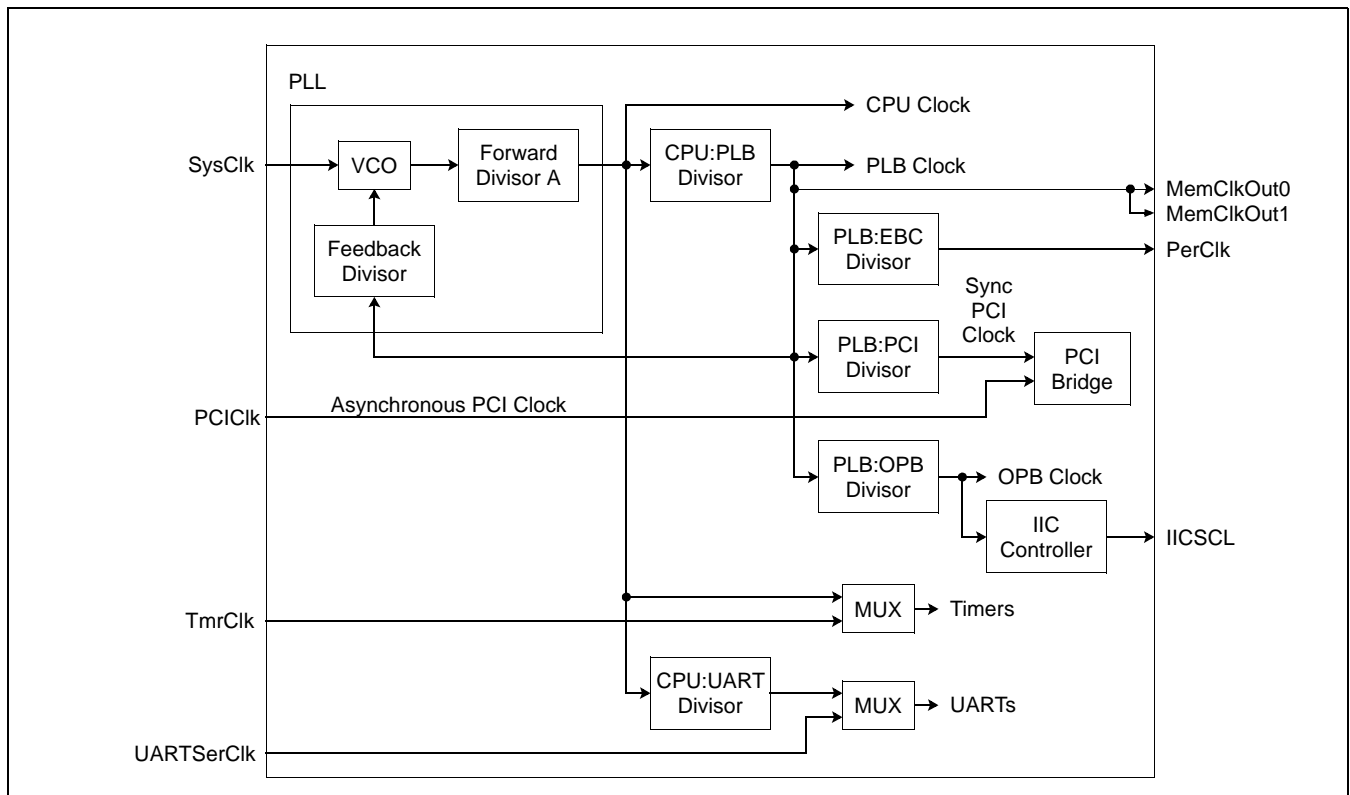 PLL
CPU Clock
SysClk
VCO
Forward
Divisor A
CPU:PLB
Divisor
PLB Clock
MemClkOut0
MemClkOut1
Feedback
Divisor
PLB:EBC
Divisor
PerClk
Sync
PCI
Clock
PLB:PCI
Divisor
PCI
Bridge
PCIClk
Asynchronous PCI Clock
PLB:OPB
Divisor
OPB Clock
IIC
Controller
IICSCL
TmrClk
MUX
Timers
CPU:UART
Divisor
MUX
UARTs
UARTSerClk